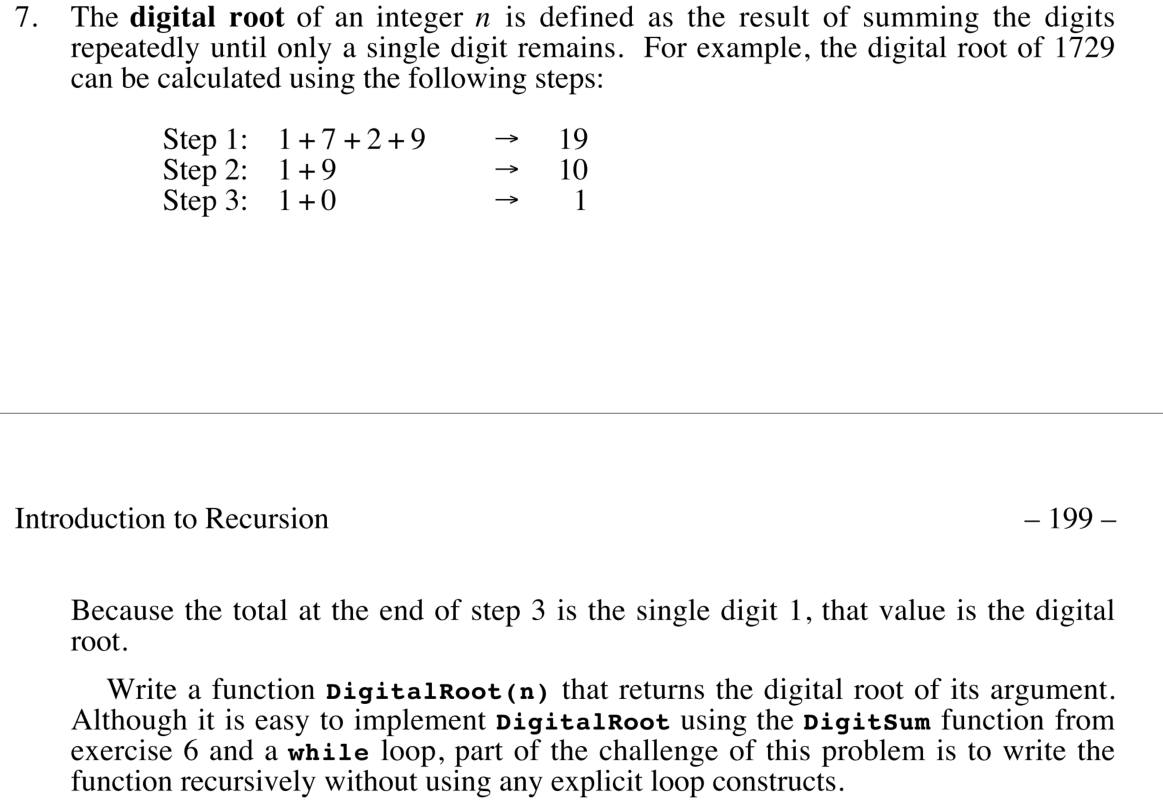 7. The digital root of an integer n is defined as the result of summing the digits
repeatedly until only a single digit remains. For example, the digital root of 1729
can be calculated using the following steps:
Step 1: 1 + 7 + 2 + 9 → 19
Step 2: 1 + 9 → 10
Step 3: 1 + 0 → 1
Introduction to Recursion – 199 –
Because the total at the end of step 3 is the single digit 1, that value is the digital
root.
Write a function DigitalRoot(n) that returns the digital root of its argument.
Although it is easy to implement DigitalRoot using the DigitSum function from
exercise 6 and a while loop, part of the challenge of this problem is to write the
function recursively without using any explicit loop constructs.